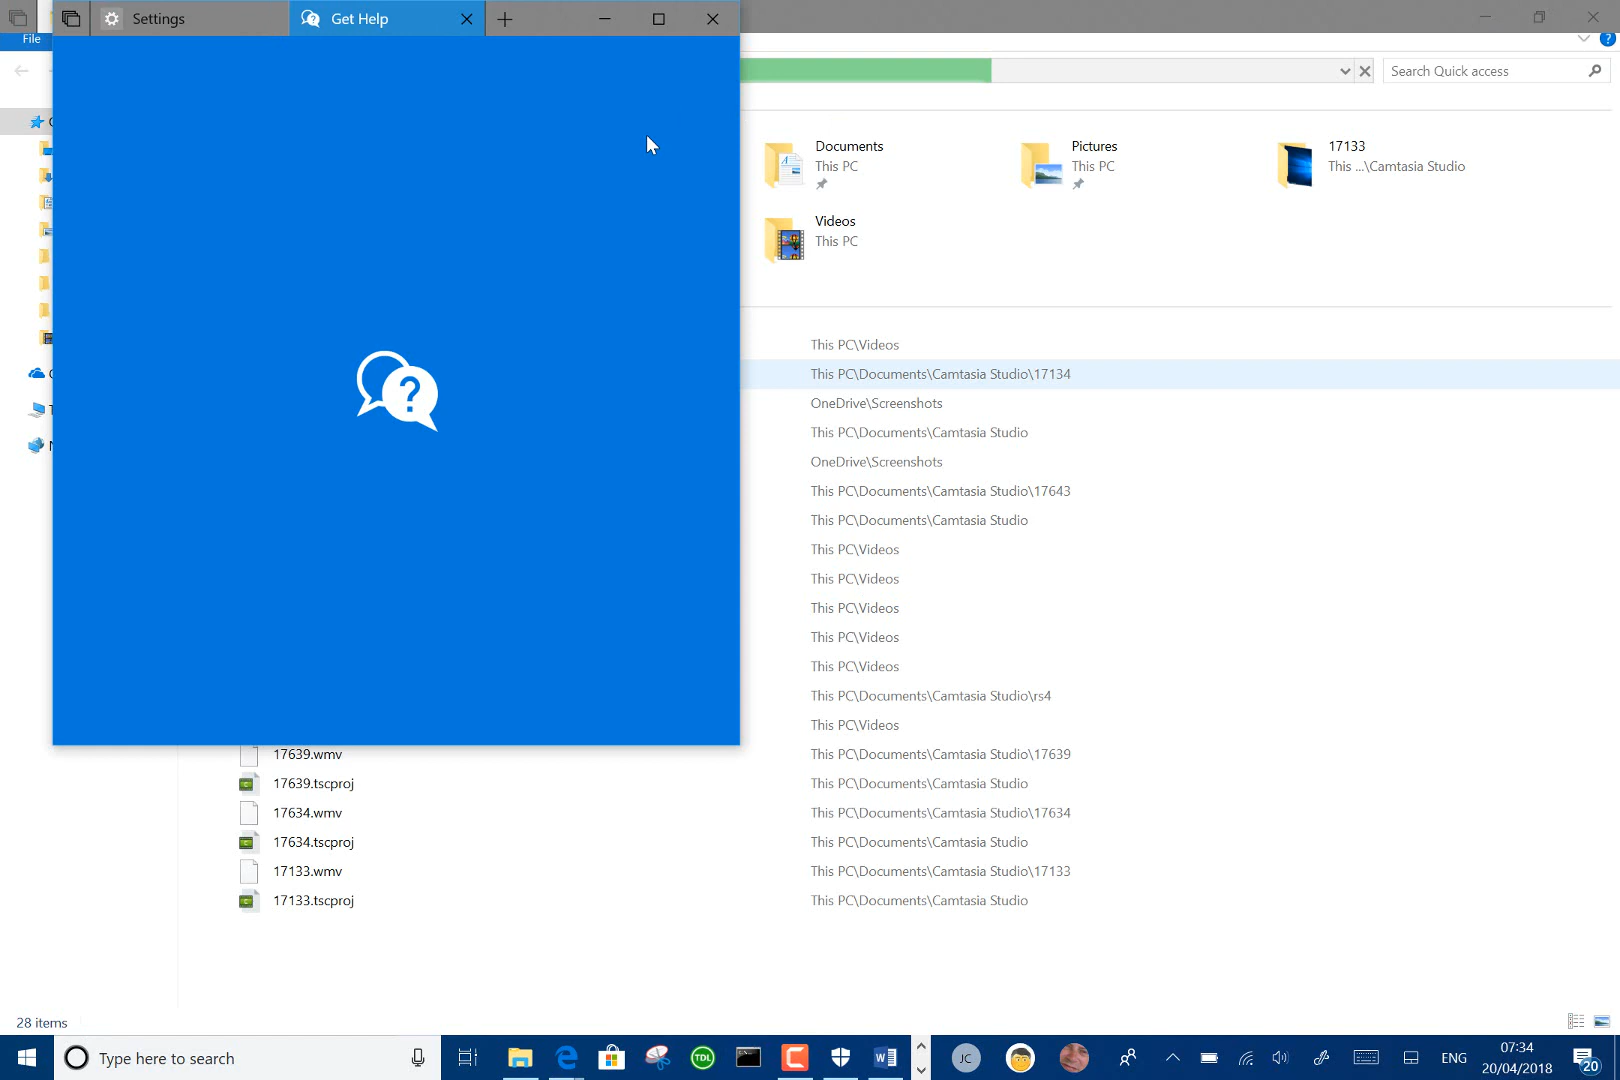 Settings
Get Help
File
Search Quick access
Documents
This PC
Pictures
This PC
17133
This ...\Camtasia Studio
Videos
This PC
This PC\Videos
This PC\Documents\Camtasia Studio\17134
OneDrive\Screenshots
This PC\Documents\Camtasia Studio
OneDrive\Screenshots
This PC\Documents\Camtasia Studio\17643
This PC\Documents\Camtasia Studio
This PC\Videos
This PC\Videos
This PC\Videos
This PC\Videos
This PC\Videos
This PC\Documents\Camtasia Studio\rs4
This PC\Videos
17639.wmv This PC\Documents\Camtasia Studio\17639
17639.tscproj This PC\Documents\Camtasia Studio
17634.wmv This PC\Documents\Camtasia Studio\17634
17634.tscproj This PC\Documents\Camtasia Studio
17133.wmv This PC\Documents\Camtasia Studio\17133
17133.tscproj This PC\Documents\Camtasia Studio
28 items
Type here to search
TDL
JC
ENG
07:34
20/04/2018
20